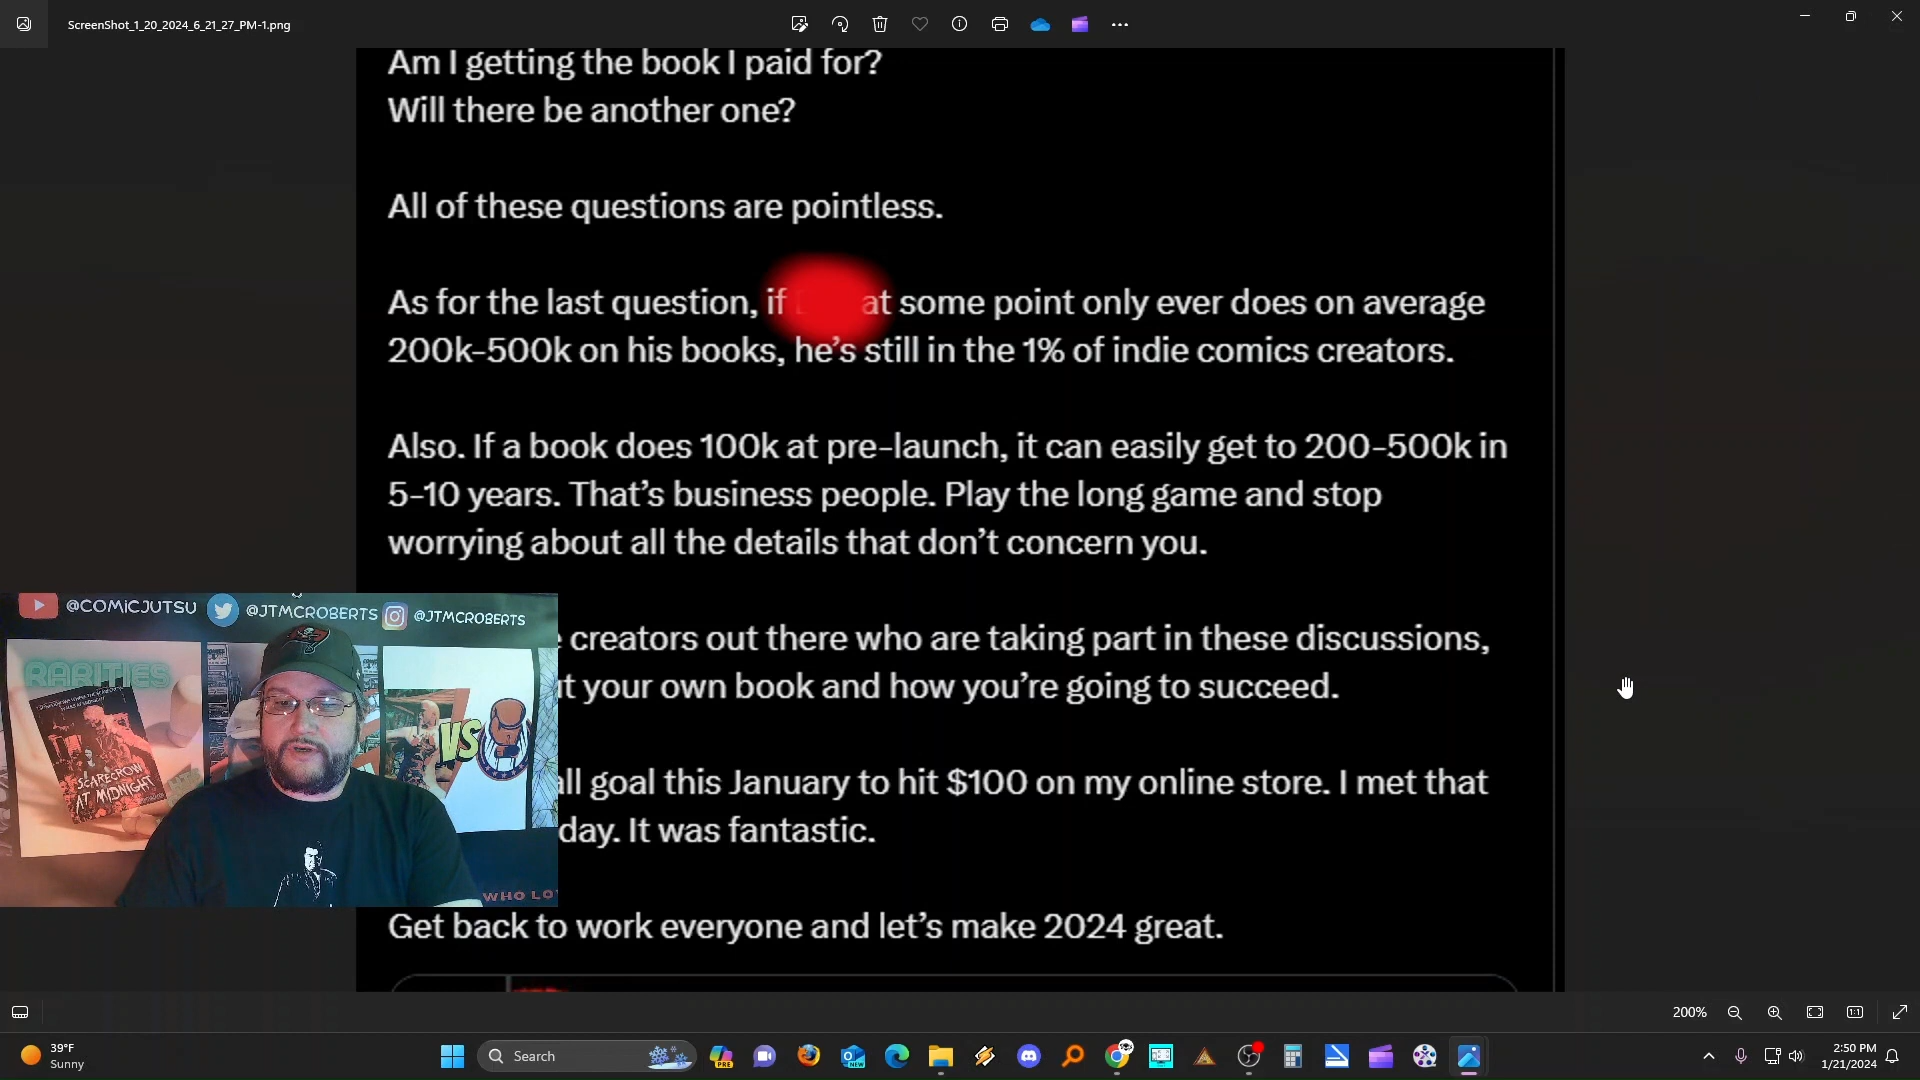 ScreenShot_1_20_2024_6_21_27_PM-1.png
Am I getting the book I paid for?
Will there be another one?
All of these questions are pointless.
As for the last question, if at some point only ever does on average
200k-500k on his books, he's still in the 1% of indie comics creators.
Also. If a book does 100k at pre-launch, it can easily get to 200-500k in
5-10 years. That's business people. Play the long game and stop
worrying about all the details that don't concern you.
@COMICJUTSU @JTMCROBERTS @JTMCROBERTS
creators out there who are taking part in these discussions,
your own book and how you're going to succeed.
RARITIES
SCARECROW
AT MIDNIGHT
VS
goal this January to hit $100 on my online store. I met that
day. It was fantastic.
WHO
Get back to work everyone and let's make 2024 great.
200%
1:1
39°F
Sunny
Search
PRE
NEW
2:50 PM
1/21/2024